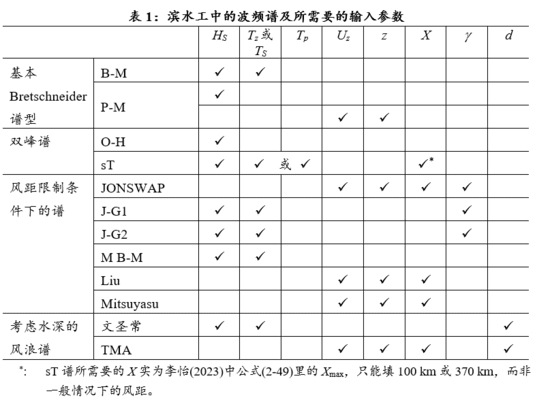 表 1：滨水工中的波频谱及所需要的输入参数
H_S T_z 或 T_S T_p U_z z X γ d
基本 Bretschneider 谱型 B-M ✓ ✓
P-M ✓
✓ ✓
双峰谱 O-H ✓
sT ✓ ✓ 或 ✓ ✓*
风距限制条件下的谱 JONSWAP ✓ ✓ ✓ ✓
J-G1 ✓ ✓ ✓
J-G2 ✓ ✓ ✓
M B-M ✓ ✓
Liu ✓ ✓ ✓
Mitsuyasu ✓ ✓ ✓
考虑水深的风浪谱 文圣常 ✓ ✓ ✓
TMA ✓ ✓ ✓ ✓
*: sT 谱所需要的 X 实为李怡(2023)中公式(2-49)里的 X_max，只能填 100 km 或 370 km，而非
一般情况下的风距。